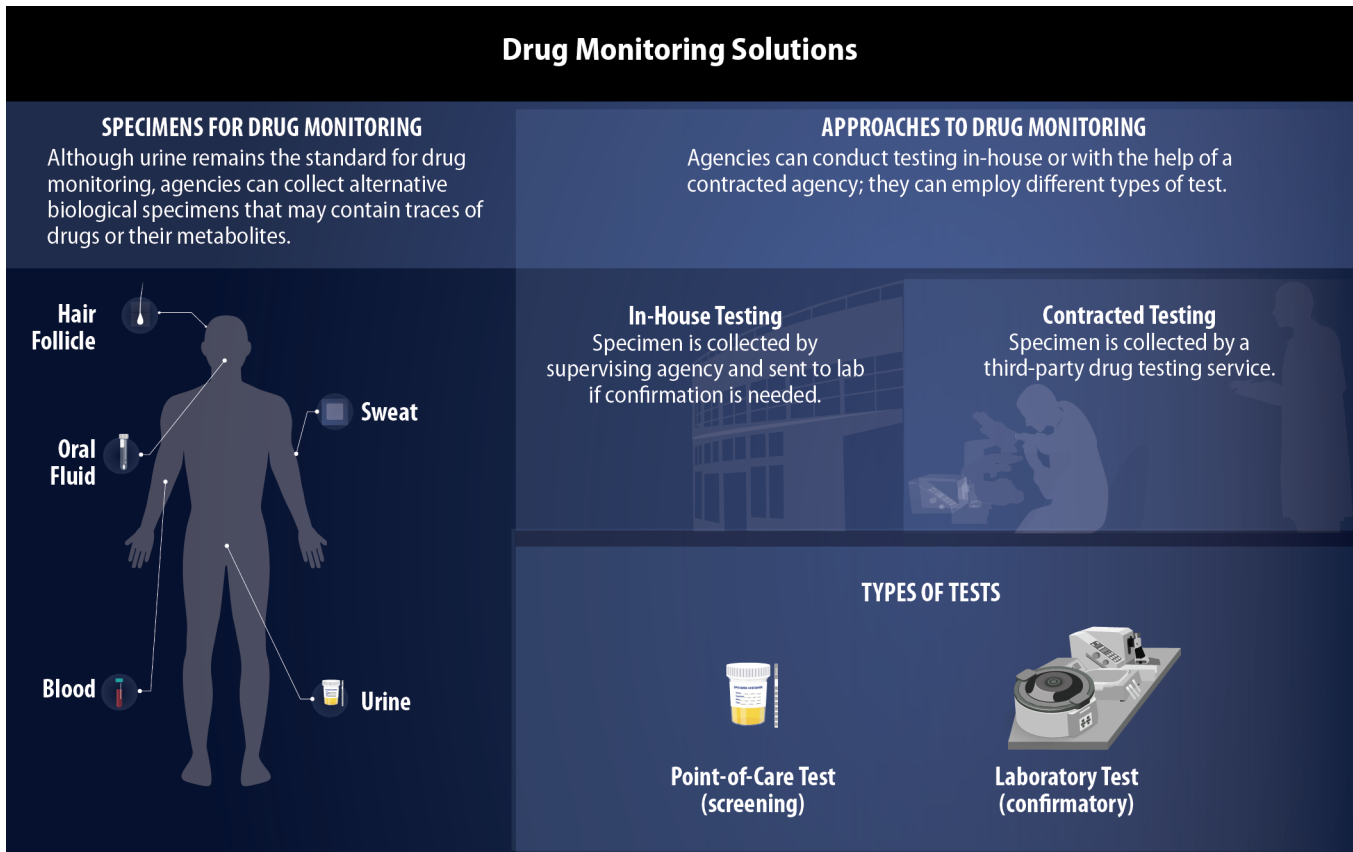 Drug Monitoring Solutions
SPECIMENS FOR DRUG MONITORING
Although urine remains the standard for drug
monitoring, agencies can collect alternative
biological specimens that may contain traces of
drugs or their metabolites.
Hair
Follicle
Oral
Fluid
Sweat
Blood
Urine
APPROACHES TO DRUG MONITORING
Agencies can conduct testing in-house or with the help of a
contracted agency; they can employ different types of test.
In-House Testing
Specimen is collected by
supervising agency and sent to lab
if confirmation is needed.
Contracted Testing
Specimen is collected by a
third-party drug testing service.
TYPES OF TESTS
Point-of-Care Test
(screening)
Laboratory Test
(confirmatory)